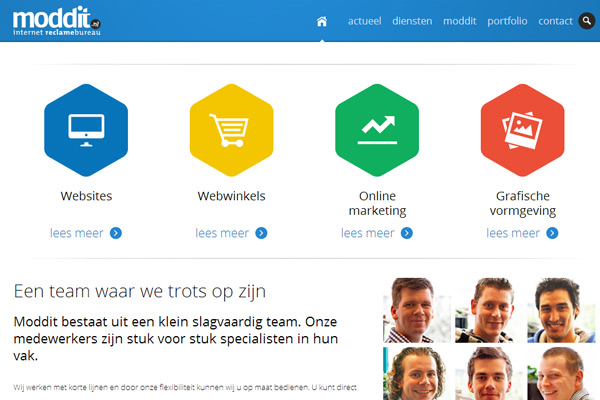 moddit.nl
internet reclamebureau
actueel diensten moddit portfolio contact
Websites
Webwinkels
Online
marketing
Grafische
vormgeving
lees meer
lees meer
lees meer
lees meer
Een team waar we trots op zijn
Moddit bestaat uit een klein slagvaardig team. Onze
medewerkers zijn stuk voor stuk specialisten in hun
vak.
Wij werken met korte lijnen en door onze flexibiliteit kunnen wij u op maat bedienen. U kunt direct